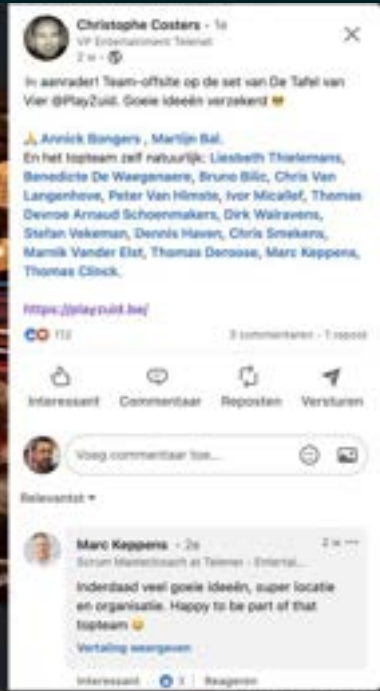 Christophe Costers · 1e
VP Entertainment Telenet
2 w ·
aanrader! Team-offsite op de set van De Tafel van
Vier @PlayZuid. Goeie ideeën verzekerd 😎
🙏 Annick Bongers , Martijn Bal.
En het topteam zelf natuurlijk: Liesbeth Thielemans,
Benedicte De Waegenaere, Bruno Bilic, Chris Van
Langenhove, Peter Van Himste, Ivor Micallef, Thomas
Devroe Arnaud Schoenmakers, Dirk Walravens,
Stefan Vekeman, Dennis Haven, Chris Smekens,
Marnik Vander Elst, Thomas Deroose, Marc Keppens,
Thomas Clinck.
https://playzuid.be/
112
3 commentaren · 1 repost
Interessant Commentaar Reposten Versturen
Voeg commentaar toe...
Relevantst
Marc Keppens · 2e
2 w ···
Scrum Master/coach at Telenet - Entertai...
Inderdaad veel goeie ideeën, super locatie
en organisatie. Happy to be part of that
topteam 😀
Vertaling weergeven
Interessant · 3 | Reageren